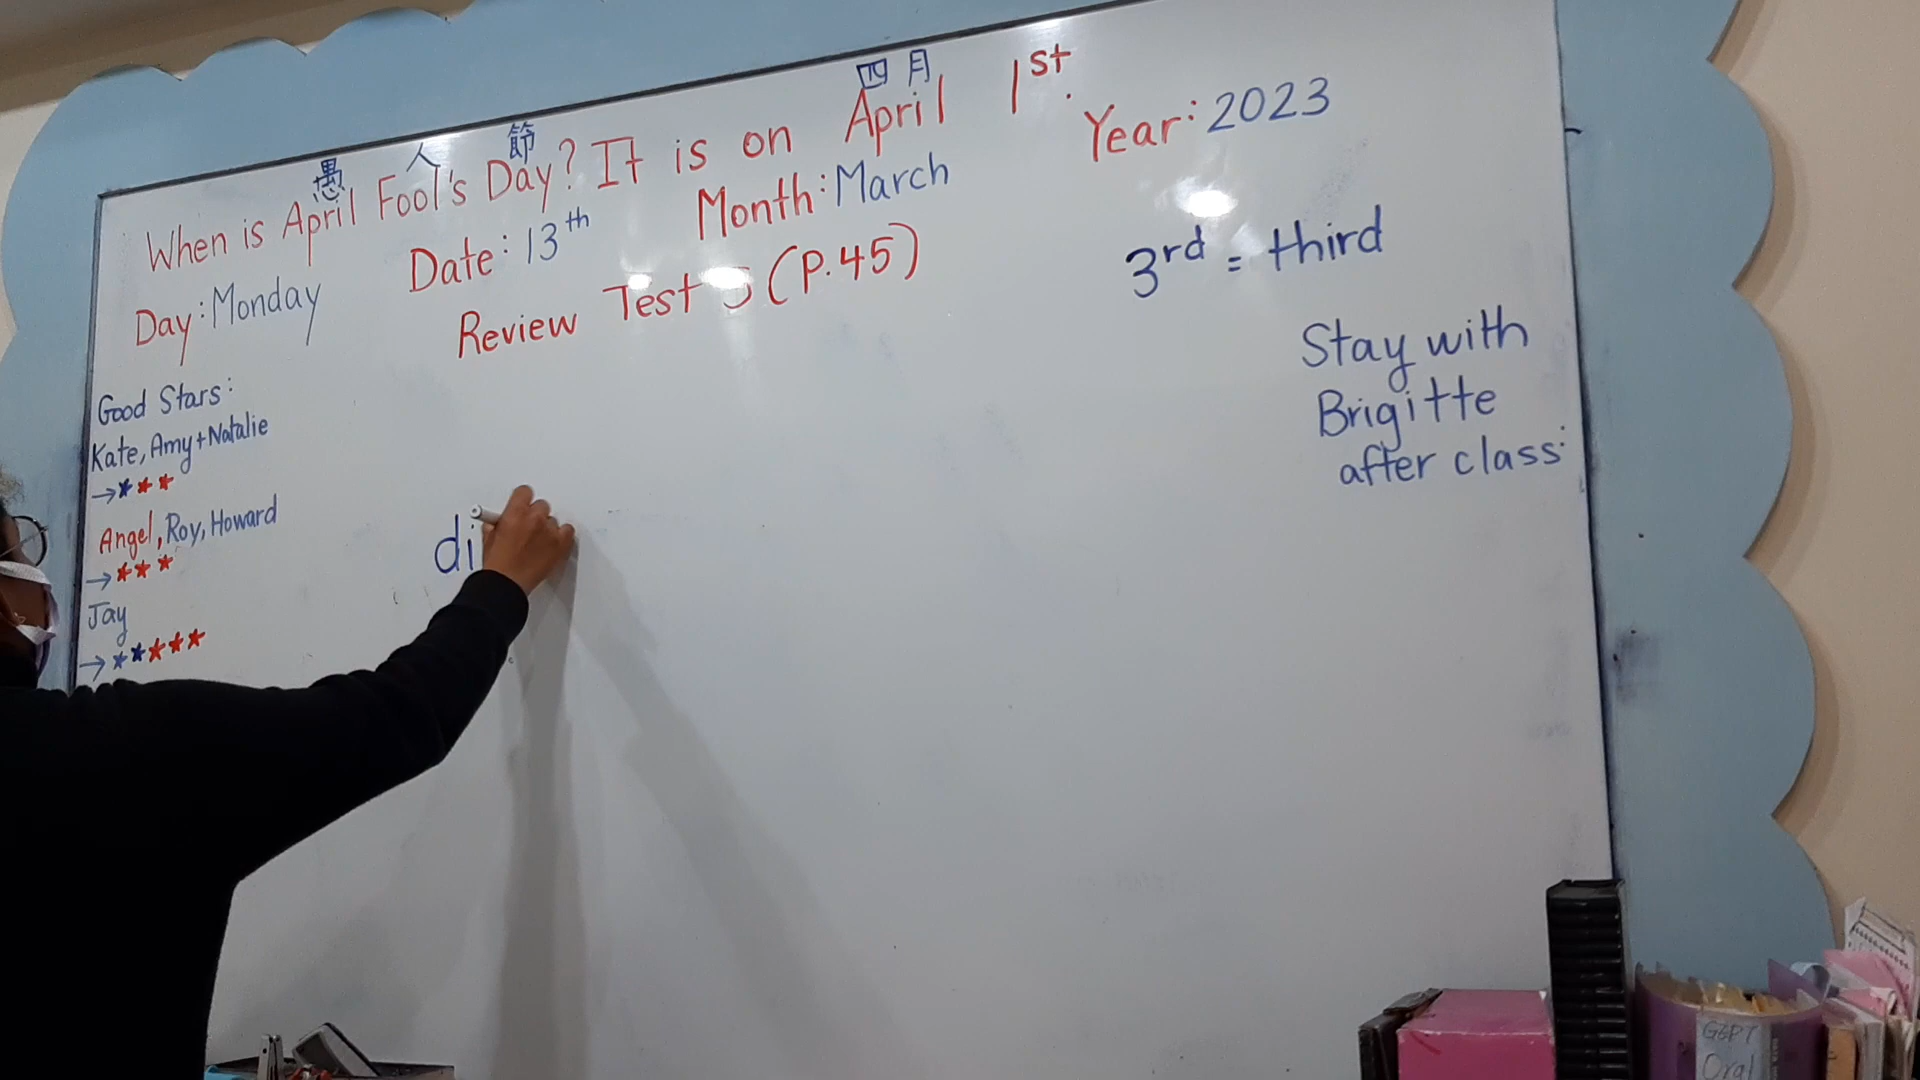 愚 人 節 四 月
When is April Fool's Day? It is on April 1st.
Day: Monday Date: 13th Month: March Year: 2023
Review Test 5 (P.45)
3rd = third
Stay with
Brigitte
after class:
Good Stars:
Kate, Amy + Natalie
→***
Angel, Roy, Howard
→***
Jay
→*****
di
GEPT
Oral